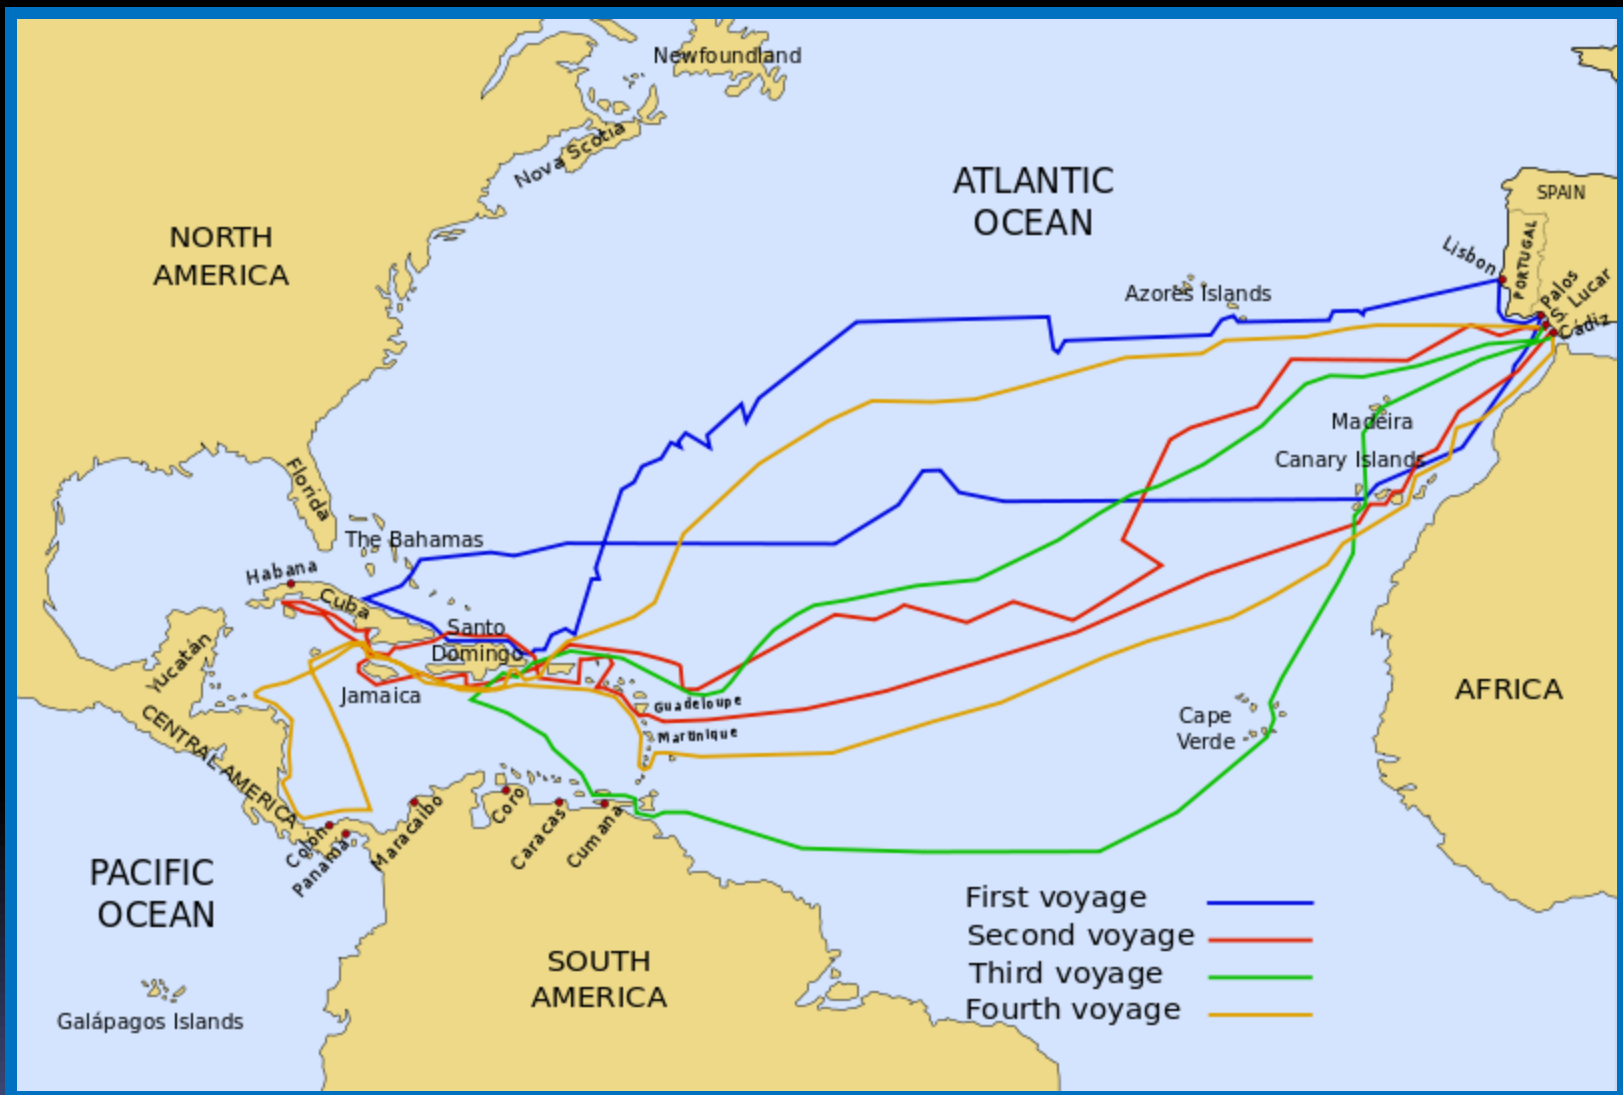 Newfoundland
Nova Scotia
ATLANTIC
OCEAN
SPAIN
PORTUGAL
Lisbon
Palos
S. Lucar
Cádiz
NORTH
AMERICA
Azores Islands
Madeira
Canary Islands
Florida
The Bahamas
Habana
Cuba
Santo
Domingo
Yucatán
Jamaica
Guadeloupe
Martinique
AFRICA
Cape
Verde
CENTRAL AMERICA
Colón
Panamá
Maracaibo
Coro
Caracas
Cumana
PACIFIC
OCEAN
SOUTH
AMERICA
Galápagos Islands
First voyage
Second voyage
Third voyage
Fourth voyage